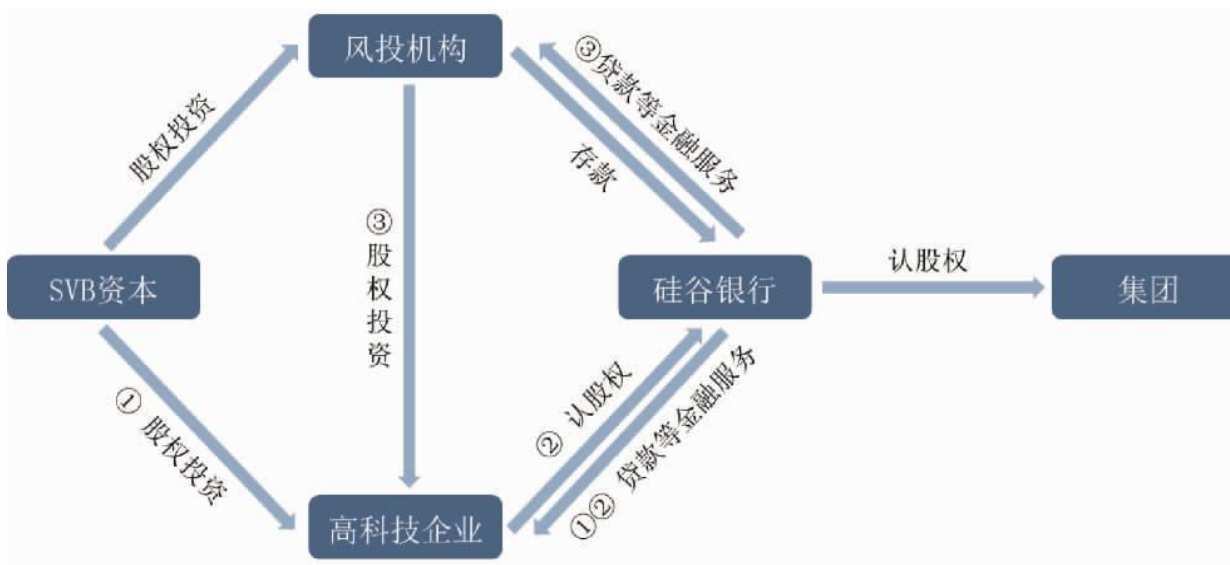 风投机构
股权投资
③贷款等金融服务
存款
③股权投资
SVB资本
硅谷银行
认股权
集团
① 股权投资
② 认股权
①② 贷款等金融服务
高科技企业